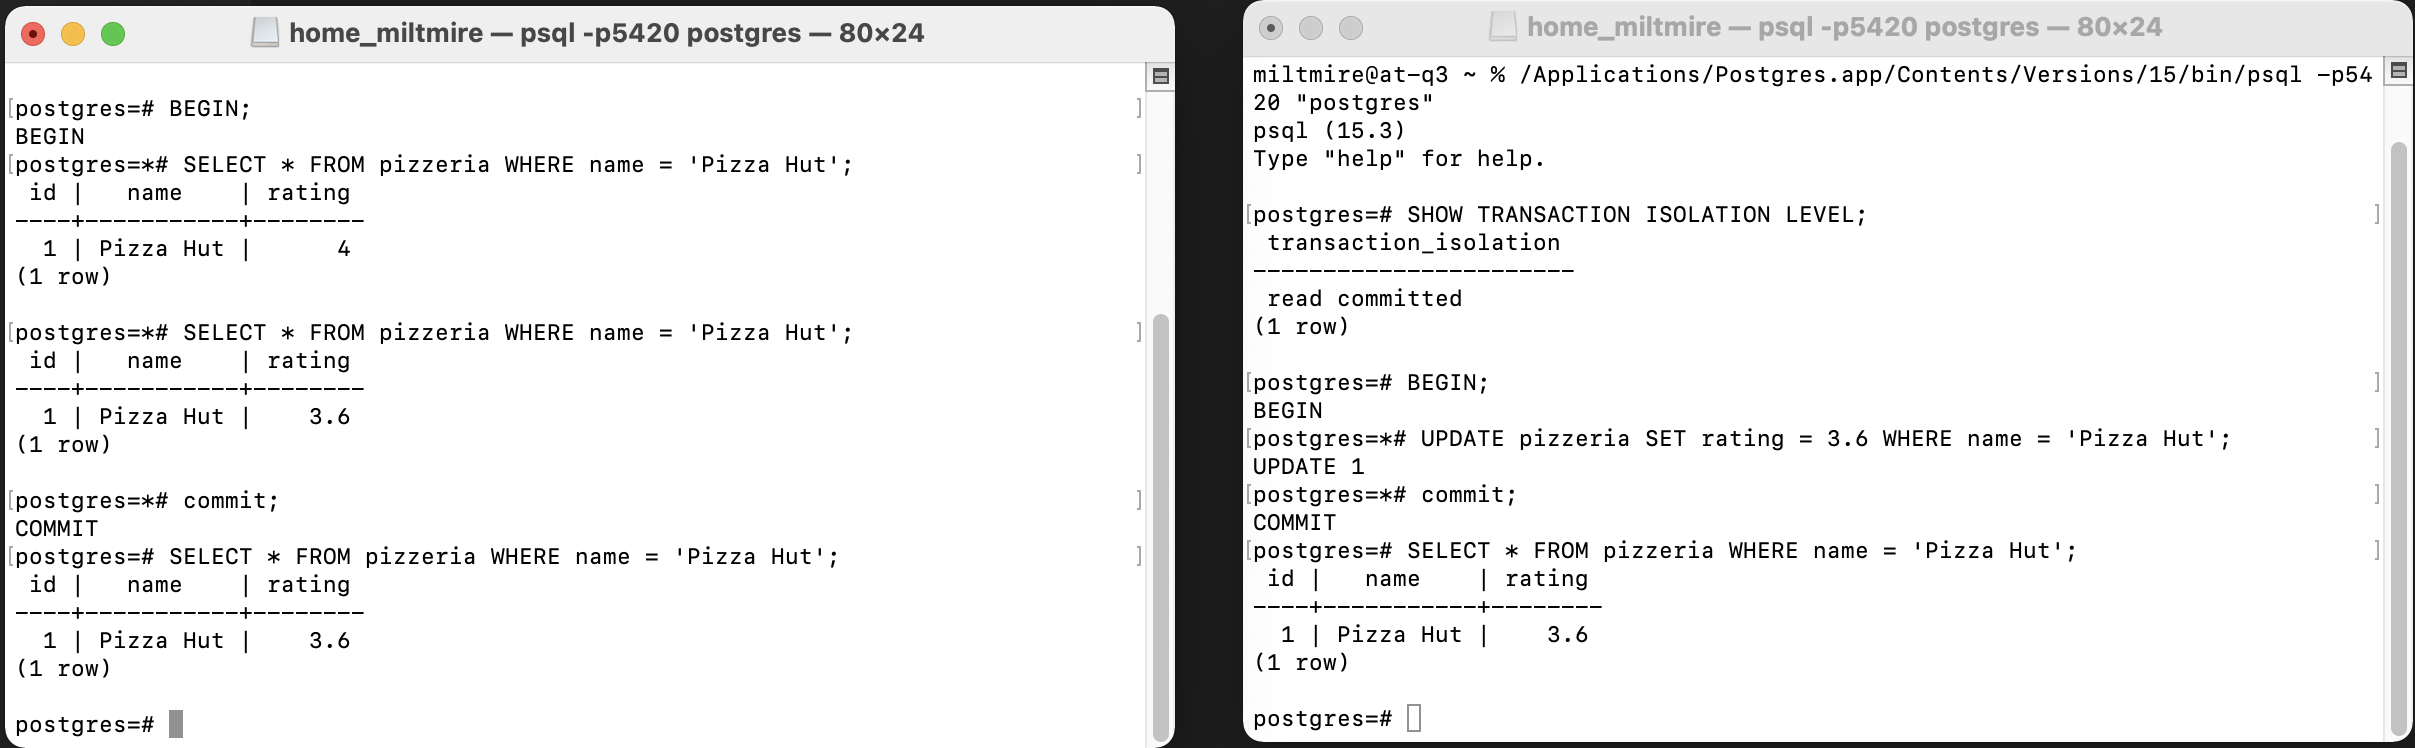 home_miltmire — psql -p5420 postgres — 80×24
[postgres=# BEGIN; ]
BEGIN
[postgres=*# SELECT * FROM pizzeria WHERE name = 'Pizza Hut'; ]
 id |   name    | rating
----+-----------+--------
  1 | Pizza Hut |      4
(1 row)

[postgres=*# SELECT * FROM pizzeria WHERE name = 'Pizza Hut'; ]
 id |   name    | rating
----+-----------+--------
  1 | Pizza Hut |    3.6
(1 row)

[postgres=*# commit; ]
COMMIT
[postgres=# SELECT * FROM pizzeria WHERE name = 'Pizza Hut'; ]
 id |   name    | rating
----+-----------+--------
  1 | Pizza Hut |    3.6
(1 row)

postgres=#
home_miltmire — psql -p5420 postgres — 80×24
miltmire@at-q3 ~ % /Applications/Postgres.app/Contents/Versions/15/bin/psql -p54
20 "postgres"
psql (15.3)
Type "help" for help.

[postgres=# SHOW TRANSACTION ISOLATION LEVEL; ]
 transaction_isolation
-----------------------
 read committed
(1 row)

[postgres=# BEGIN; ]
BEGIN
[postgres=*# UPDATE pizzeria SET rating = 3.6 WHERE name = 'Pizza Hut'; ]
UPDATE 1
[postgres=*# commit; ]
COMMIT
[postgres=# SELECT * FROM pizzeria WHERE name = 'Pizza Hut'; ]
 id |   name    | rating
----+-----------+--------
  1 | Pizza Hut |    3.6
(1 row)

postgres=#